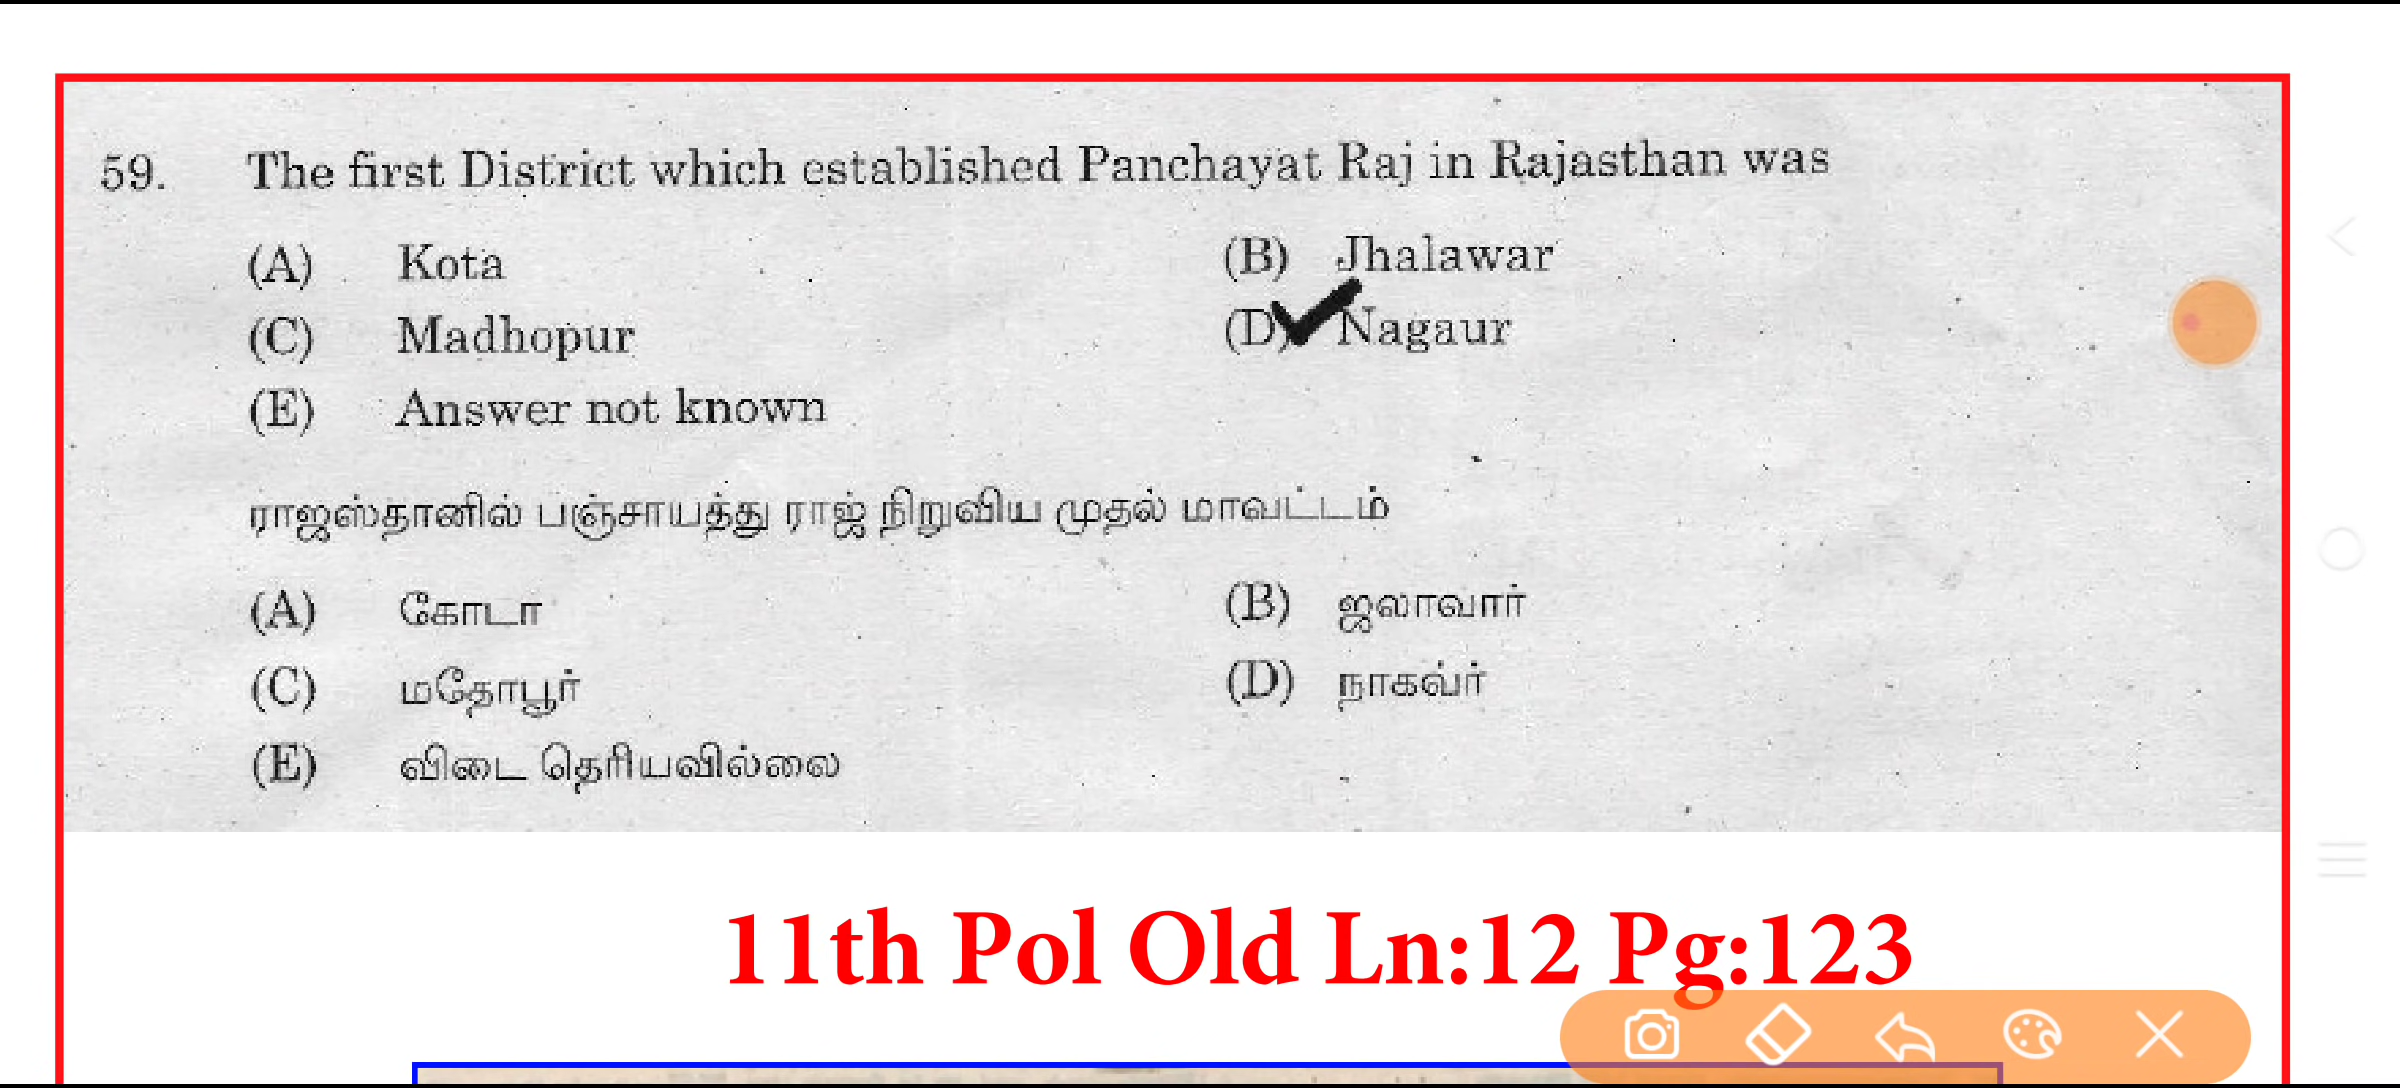 59. The first District which established Panchayat Raj in Rajasthan was
(A) Kota (B) Jhalawar
(C) Madhopur (D) Nagaur
(E) Answer not known
ராஜஸ்தானில் பஞ்சாயத்து ராஜ் நிறுவிய முதல் மாவட்டம்
(A) கோடா (B) ஜலாவார்
(C) மதோபூர் (D) நாகவ்ர்
(E) விடை தெரியவில்லை
11th Pol Old Ln:12 Pg:123